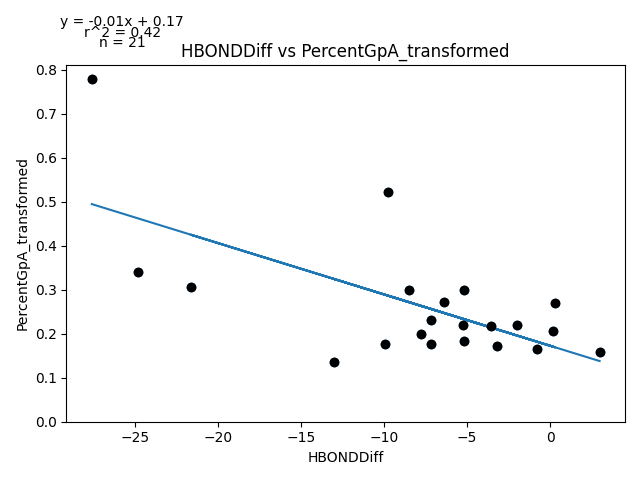 y = -0.01x + 0.17
r^2 = 0.42
n = 21
HBONDDiff vs PercentGpA_transformed
PercentGpA_transformed
0.8
0.7
0.6
0.5
0.4
0.3
0.2
0.1
0.0
−25
−20
−15
−10
−5
0
HBONDDiff